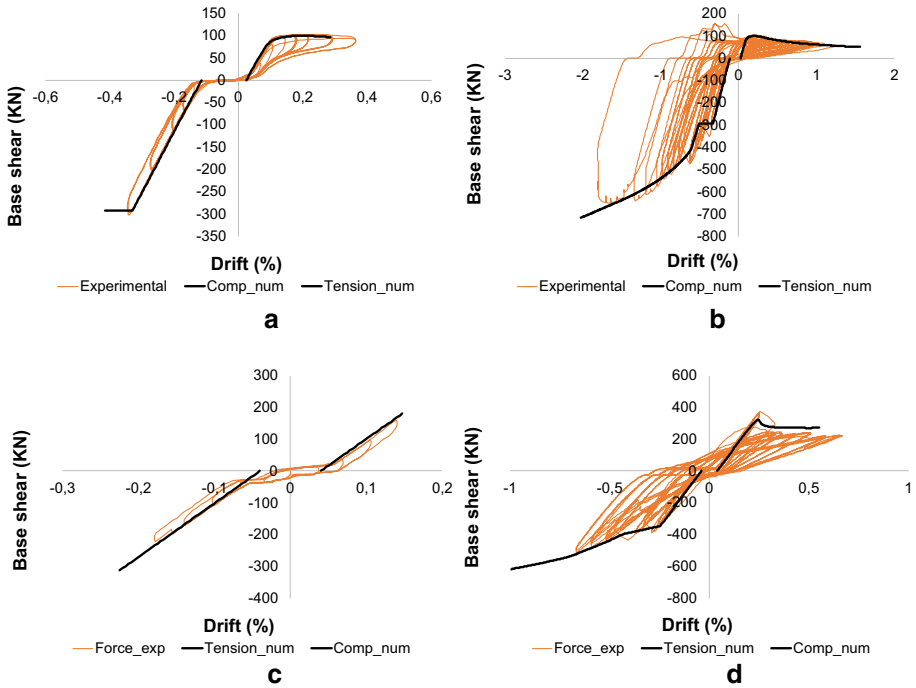 150
100
50
0
-50
-100
-150
-200
-250
-300
-350
-0,6 -0,4 -0,2 0 0,2 0,4 0,6
Base shear (KN)
Drift (%)
Experimental Comp_num Tension_num
a
200
100
0
-100
-200
-300
-400
-500
-600
-700
-800
-3 -2 -1 0 1 2
Base shear (KN)
Drift (%)
Experimental Comp_num Tension_num
b
300
200
100
0
-100
-200
-300
-400
-0,3 -0,2 -0,1 0 0,1 0,2
Base shear (KN)
Drift (%)
Force_exp Tension_num Comp_num
c
600
400
200
0
-200
-400
-600
-800
-1 -0,5 0 0,5 1
Base shear (KN)
Drift (%)
Force_exp Tension_num Comp_num
d